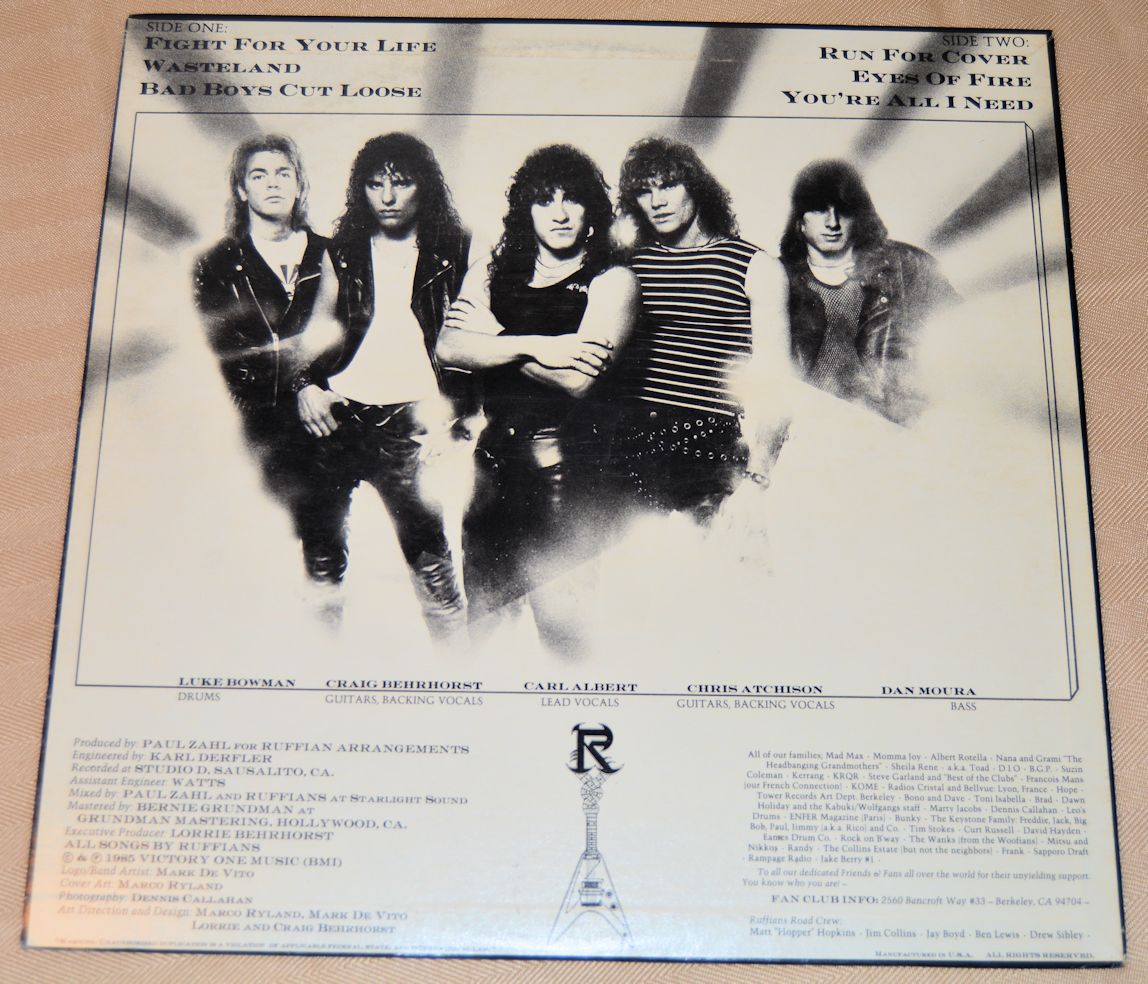 SIDE ONE:
FIGHT FOR YOUR LIFE
WASTELAND
BAD BOYS CUT LOOSE
SIDE TWO:
RUN FOR COVER
EYES OF FIRE
YOU'RE ALL I NEED
LUKE BOWMAN
DRUMS
CRAIG BEHRHORST
GUITARS, BACKING VOCALS
CARL ALBERT
LEAD VOCALS
CHRIS ATCHISON
GUITARS, BACKING VOCALS
DAN MOURA
BASS
Produced by: PAUL ZAHL FOR RUFFIAN ARRANGEMENTS
Engineered by: KARL DERFLER
Recorded at STUDIO D, SAUSALITO, CA.
Assistant Engineer: WATTS
Mixed by: PAUL ZAHL AND RUFFIANS AT STARLIGHT SOUND
Mastered by: BERNIE GRUNDMAN AT
GRUNDMAN MASTERING, HOLLYWOOD, CA.
Executive Producer: LORRIE BEHRHORST
ALL SONGS BY RUFFIANS
© & ℗ 1985 VICTORY ONE MUSIC (BMI)
Logo/Band Artist: MARK DE VITO
Cover Art: MARCO RYLAND
Photography: DENNIS CALLAHAN
Art Direction and Design: MARCO RYLAND, MARK DE VITO
LORRIE AND CRAIG BEHRHORST
*WARNING: UNAUTHORIZED DUPLICATION IS A VIOLATION OF APPLICABLE FEDERAL, STATE, AND
R
All of our families; Mad Max - Momma Joy - Albert Rotella - Nana and Grami "The
Headbanging Grandmothers" - Sheila Rene - a.k.a. Toad - D I O - B.G.P. - Suzin
Coleman - Kerrang - KRQR - Steve Garland and "Best of the Clubs" - Francois Mans
(our French Connection) - KOME - Radios Cristal and Bellvue: Lyon, France - Hope -
Tower Records Art Dept. Berkeley - Bono and Dave - Toni Isabella - Brad - Dawn
Holiday and the Kabuki/Wolfgangs staff - Marty Jacobs - Dennis Callahan - Leo's
Drums - ENFER Magazine (Paris) - Bunky - The Keystone Family: Freddie, Jack, Big
Bob, Paul, Jimmy (a.k.a. Rico) and Co. - Tim Stokes - Curt Russell - David Hayden -
Eames Drum Co. - Rock on B'way - The Wanks (from the Woofians) - Mitsu and
Nikkos - Randy - The Collins Estate (but not the neighbors) - Frank - Sapporo Draft
- Rampage Radio - Jake Berry #1 -
To all our dedicated Friends & Fans all over the world for their unyielding support.
You know who you are! -
FAN CLUB INFO: 2560 Bancroft Way #33 – Berkeley, CA 94704 –
Ruffians Road Crew:
Matt "Hopper" Hopkins - Jim Collins - Jay Boyd - Ben Lewis - Drew Sibley -
MANUFACTURED IN U.S.A. ALL RIGHTS RESERVED.